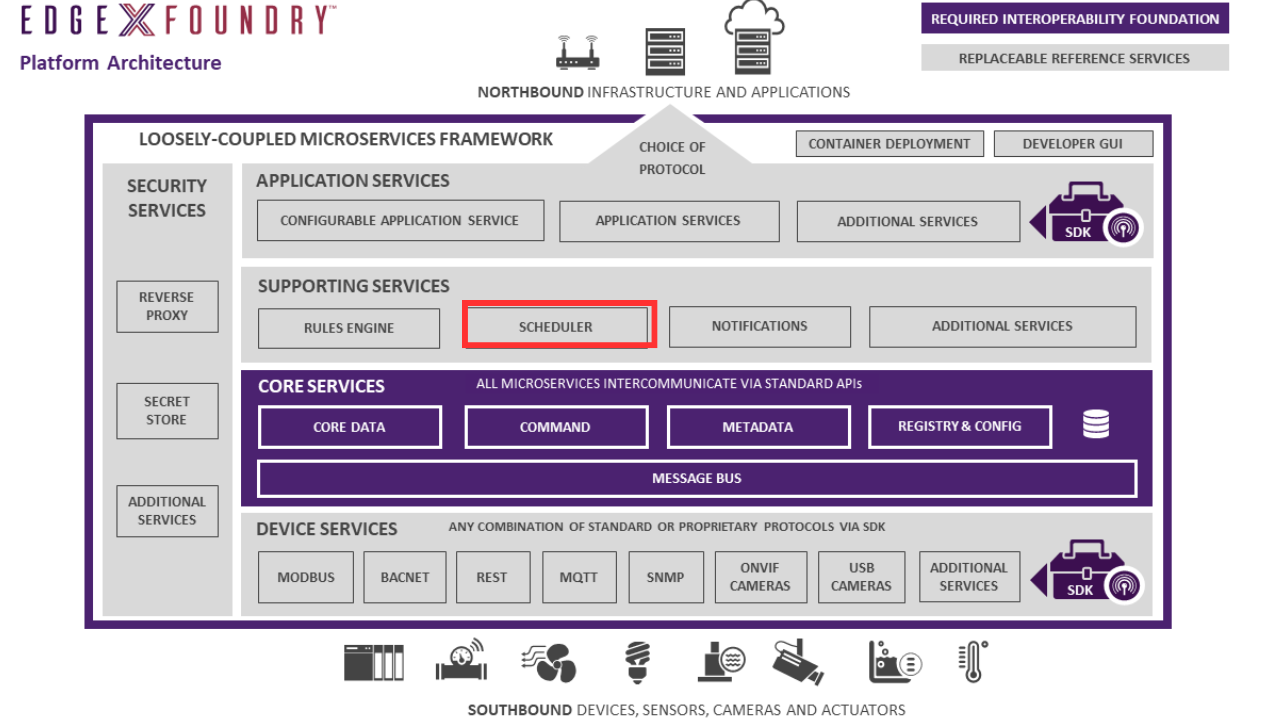 EDGE X FOUNDRY™
Platform Architecture
REQUIRED INTEROPERABILITY FOUNDATION
REPLACEABLE REFERENCE SERVICES
NORTHBOUND INFRASTRUCTURE AND APPLICATIONS
LOOSELY-COUPLED MICROSERVICES FRAMEWORK
CHOICE OF
PROTOCOL
CONTAINER DEPLOYMENT
DEVELOPER GUI
SECURITY
SERVICES
REVERSE
PROXY
SECRET
STORE
ADDITIONAL
SERVICES
APPLICATION SERVICES
CONFIGURABLE APPLICATION SERVICE
APPLICATION SERVICES
ADDITIONAL SERVICES
SDK
SUPPORTING SERVICES
RULES ENGINE
SCHEDULER
NOTIFICATIONS
ADDITIONAL SERVICES
CORE SERVICES
ALL MICROSERVICES INTERCOMMUNICATE VIA STANDARD APIs
CORE DATA
COMMAND
METADATA
REGISTRY & CONFIG
MESSAGE BUS
DEVICE SERVICES
ANY COMBINATION OF STANDARD OR PROPRIETARY PROTOCOLS VIA SDK
MODBUS
BACNET
REST
MQTT
SNMP
ONVIF
CAMERAS
USB
CAMERAS
ADDITIONAL
SERVICES
SDK
SOUTHBOUND DEVICES, SENSORS, CAMERAS AND ACTUATORS